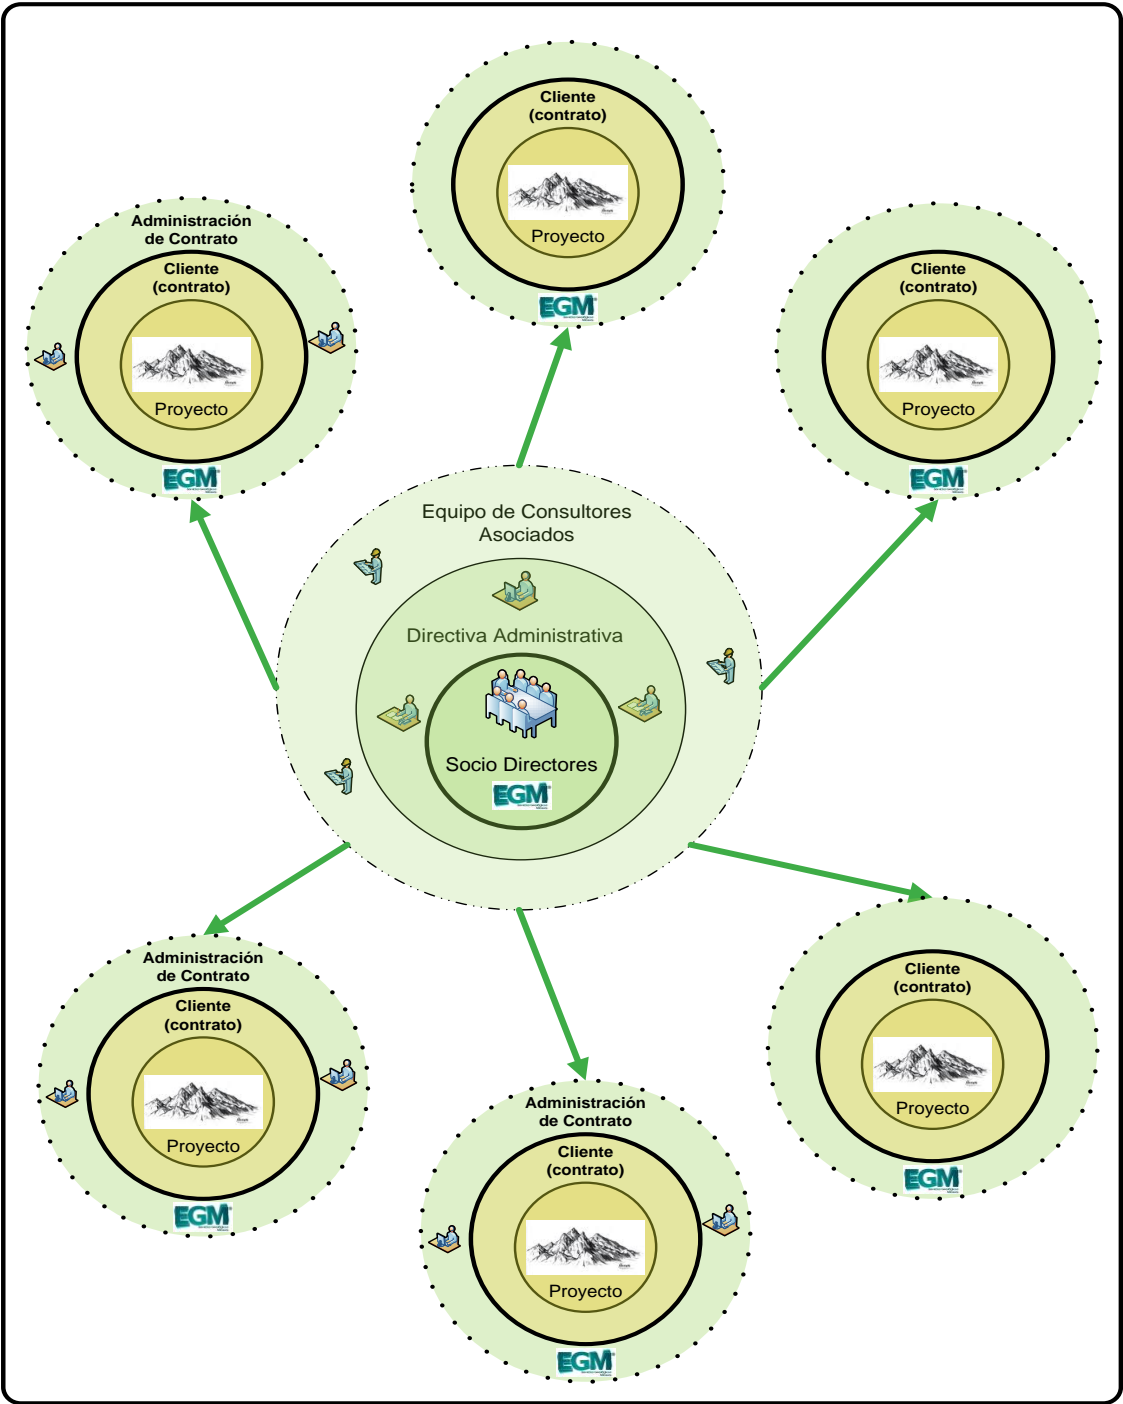 Cliente
(contrato)
Proyecto
EGM
Administración
de Contrato
Cliente
(contrato)
Proyecto
EGM
Cliente
(contrato)
Proyecto
EGM
Equipo de Consultores
Asociados
Directiva Administrativa
Socio Directores
EGM
Administración
de Contrato
Cliente
(contrato)
Proyecto
EGM
Administración
de Contrato
Cliente
(contrato)
Proyecto
EGM
Cliente
(contrato)
Proyecto
EGM